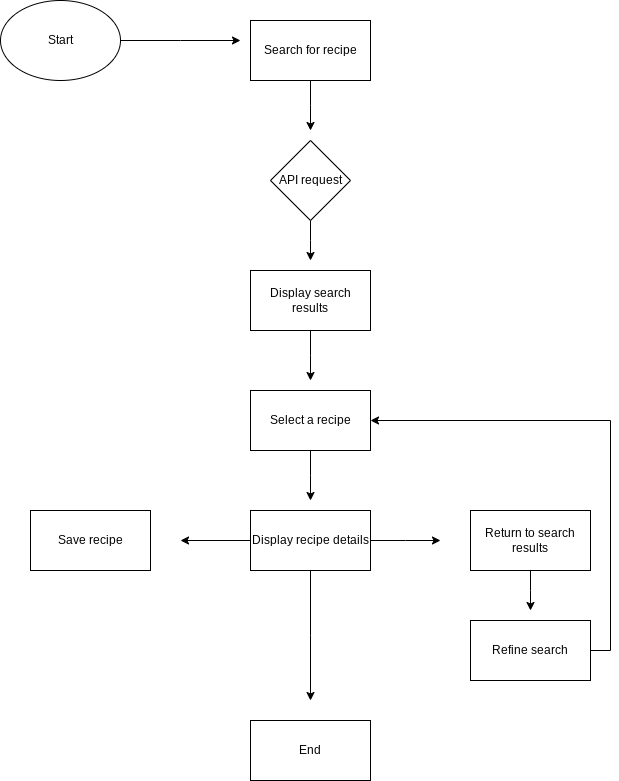 Start
Search for recipe
API request
Display search
results
Select a recipe
Save recipe
Display recipe details
Return to search
results
Refine search
End